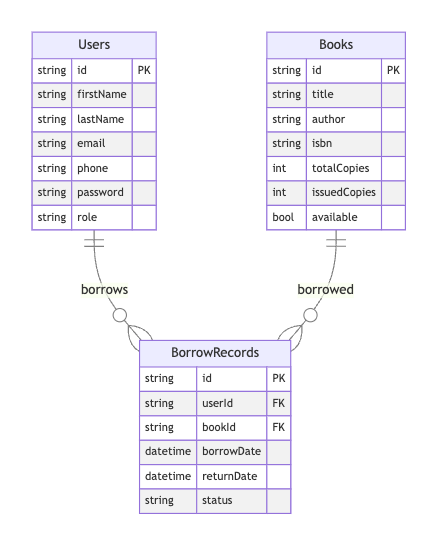 Users
string id PK
string firstName
string lastName
string email
string phone
string password
string role
Books
string id PK
string title
string author
string isbn
int totalCopies
int issuedCopies
bool available
borrows
borrowed
BorrowRecords
string id PK
string userId FK
string bookId FK
datetime borrowDate
datetime returnDate
string status